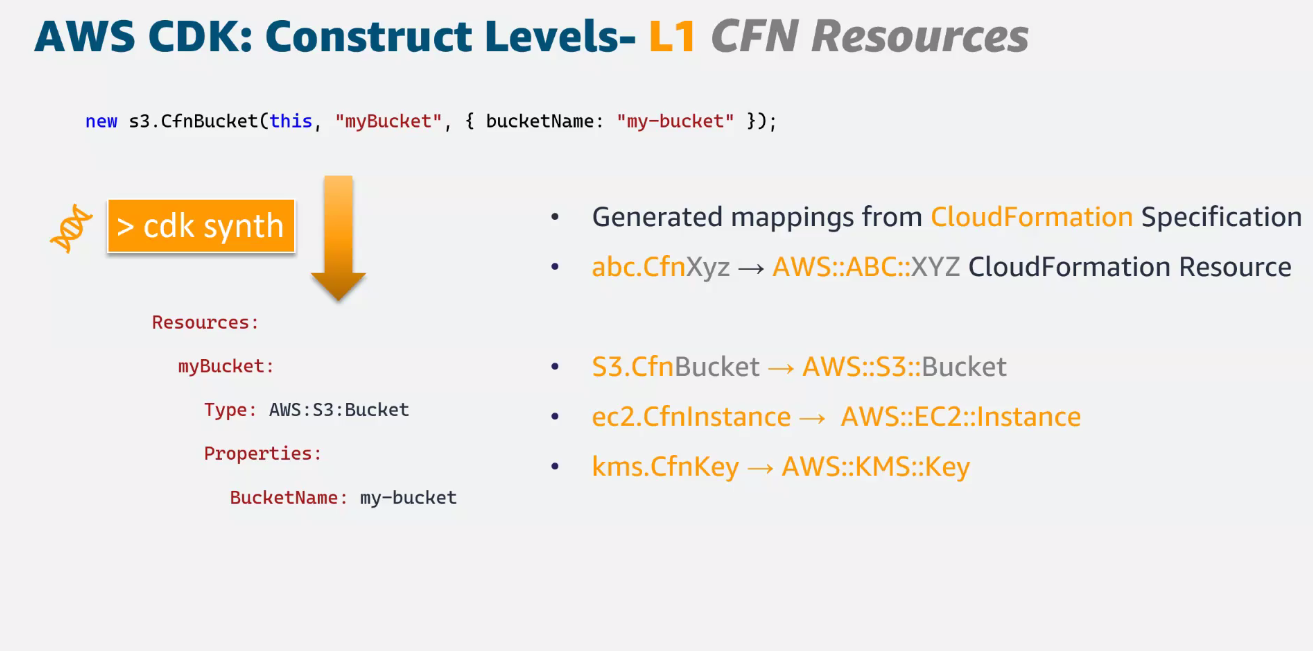 AWS CDK: Construct Levels- L1 CFN Resources
new s3.CfnBucket(this, "myBucket", { bucketName: "my-bucket" });
> cdk synth
Resources:
myBucket:
Type: AWS:S3:Bucket
Properties:
BucketName: my-bucket
• Generated mappings from CloudFormation Specification
• abc.CfnXyz → AWS::ABC::XYZ CloudFormation Resource
• S3.CfnBucket → AWS::S3::Bucket
• ec2.CfnInstance → AWS::EC2::Instance
• kms.CfnKey → AWS::KMS::Key